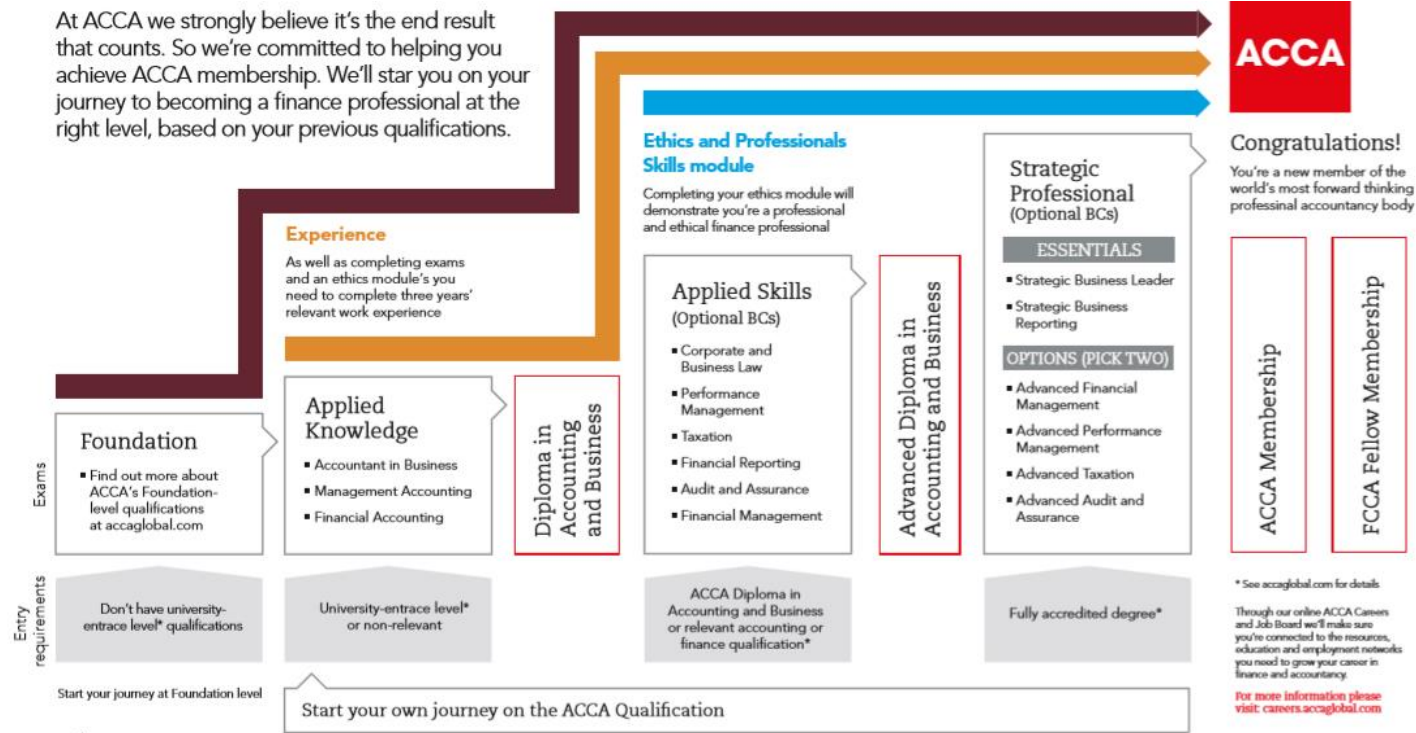 At ACCA we strongly believe it's the end result
that counts. So we're committed to helping you
achieve ACCA membership. We'll star you on your
journey to becoming a finance professional at the
right level, based on your previous qualifications.
ACCA
Congratulations!
You're a new member of the
world's most forward thinking
professinal accountancy body
Ethics and Professionals
Skills module
Completing your ethics module will
demonstrate you're a professional
and ethical finance professional
Experience
As well as completing exams
and an ethics module's you
need to complete three years'
relevant work experience
Exams
Foundation
▪ Find out more about
ACCA's Foundation-
level qualifications
at accaglobal.com
Applied
Knowledge
▪ Accountant in Business
▪ Management Accounting
▪ Financial Accounting
Diploma in
Accounting
and Business
Applied Skills
(Optional BCs)
▪ Corporate and
Business Law
▪ Performance
Management
▪ Taxation
▪ Financial Reporting
▪ Audit and Assurance
▪ Financial Management
Advanced Diploma in
Accounting and Business
Strategic
Professional
(Optional BCs)
ESSENTIALS
▪ Strategic Business Leader
▪ Strategic Business
Reporting
OPTIONS (PICK TWO)
▪ Advanced Financial
Management
▪ Advanced Performance
Management
▪ Advanced Taxation
▪ Advanced Audit and
Assurance
ACCA Membership
FCCA Fellow Membership
Entry
requirements
Don't have university-
entrace level* qualifications
University-entrace level*
or non-relevant
ACCA Diploma in
Accounting and Business
or relevant accounting or
finance qualification*
Fully accredited degree*
* See accaglobal.com for details
Through our online ACCA Careers
and Job Board we'll make sure
you're connected to the resources,
education and employment networks
you need to grow your career in
finance and accountancy.
For more information please
visit: careers.accaglobal.com
Start your journey at Foundation level
Start your own journey on the ACCA Qualification